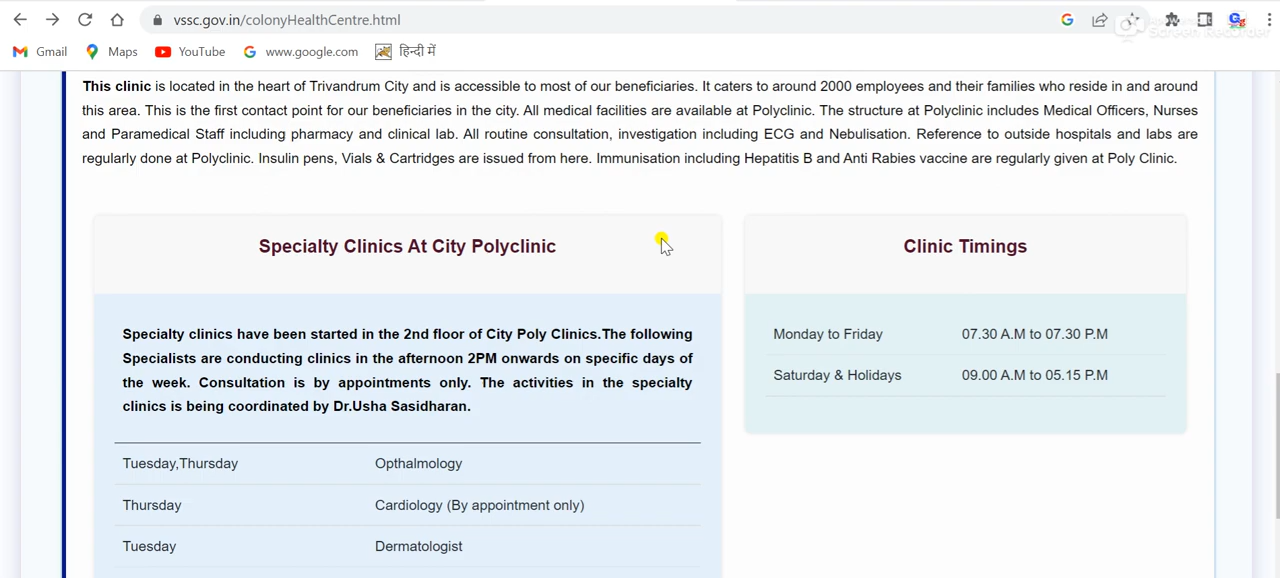 vssc.gov.in/colonyHealthCentre.html
Gmail Maps YouTube www.google.com हिन्दी में
Screen Recorder
This clinic is located in the heart of Trivandrum City and is accessible to most of our beneficiaries. It caters to around 2000 employees and their families who reside in and around
this area. This is the first contact point for our beneficiaries in the city. All medical facilities are available at Polyclinic. The structure at Polyclinic includes Medical Officers, Nurses
and Paramedical Staff including pharmacy and clinical lab. All routine consultation, investigation including ECG and Nebulisation. Reference to outside hospitals and labs are
regularly done at Polyclinic. Insulin pens, Vials & Cartridges are issued from here. Immunisation including Hepatitis B and Anti Rabies vaccine are regularly given at Poly Clinic.
Specialty Clinics At City Polyclinic
Specialty clinics have been started in the 2nd floor of City Poly Clinics.The following
Specialists are conducting clinics in the afternoon 2PM onwards on specific days of
the week. Consultation is by appointments only. The activities in the specialty
clinics is being coordinated by Dr.Usha Sasidharan.
Tuesday,Thursday Opthalmology
Thursday Cardiology (By appointment only)
Tuesday Dermatologist
Clinic Timings
Monday to Friday 07.30 A.M to 07.30 P.M
Saturday & Holidays 09.00 A.M to 05.15 P.M